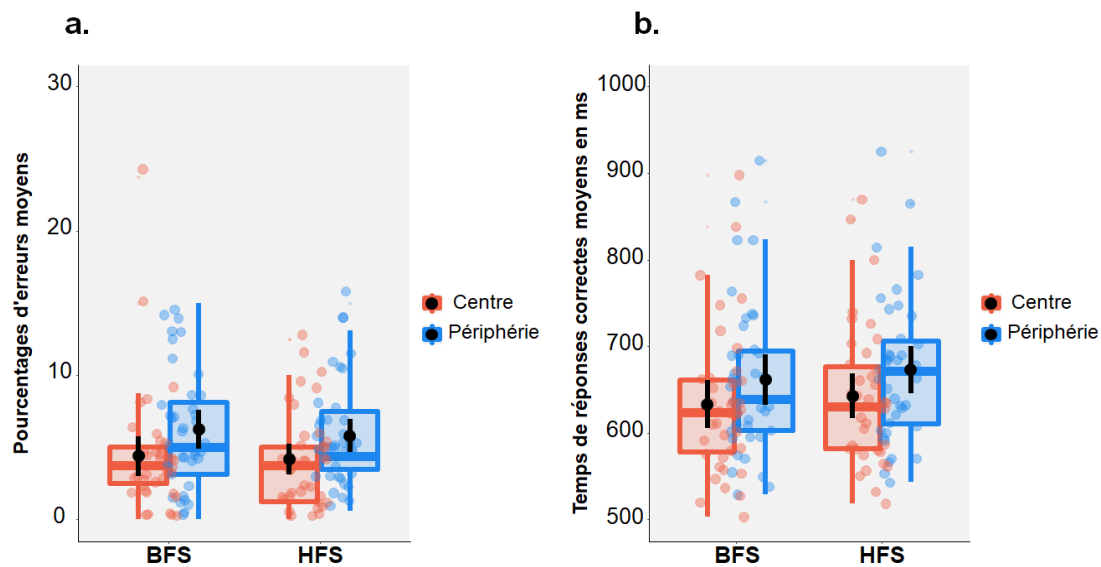 a.
Pourcentages d'erreurs moyens
30
20
10
0
BFS
HFS
Centre
Périphérie
b.
Temps de réponses correctes moyens en ms
1000
900
800
700
600
500
BFS
HFS
Centre
Périphérie